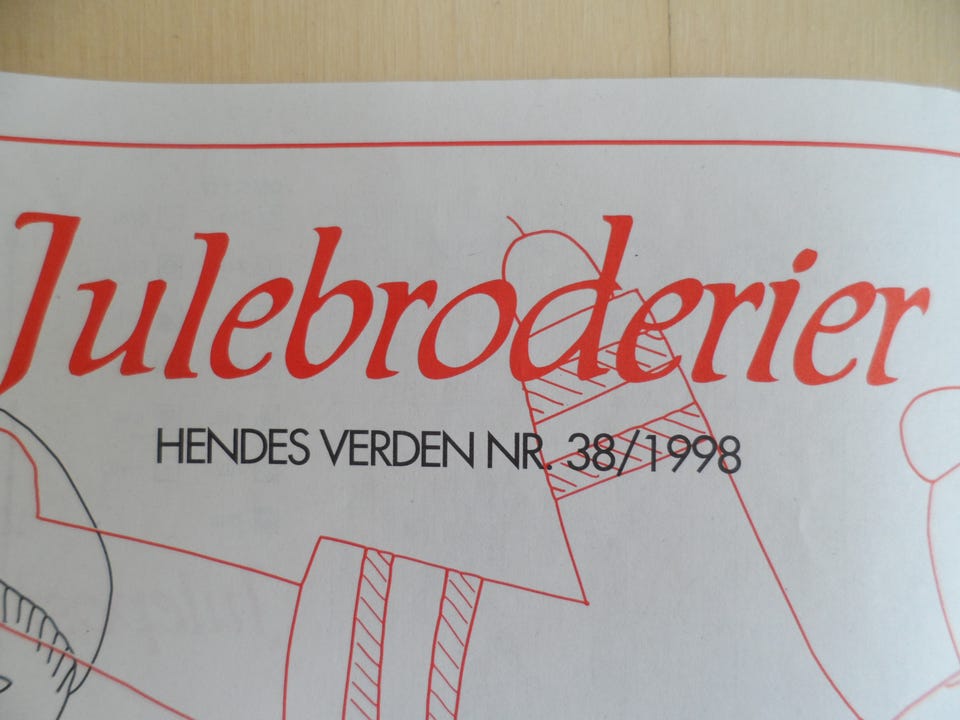 Julebroderier
HENDES VERDEN NR. 38/1998